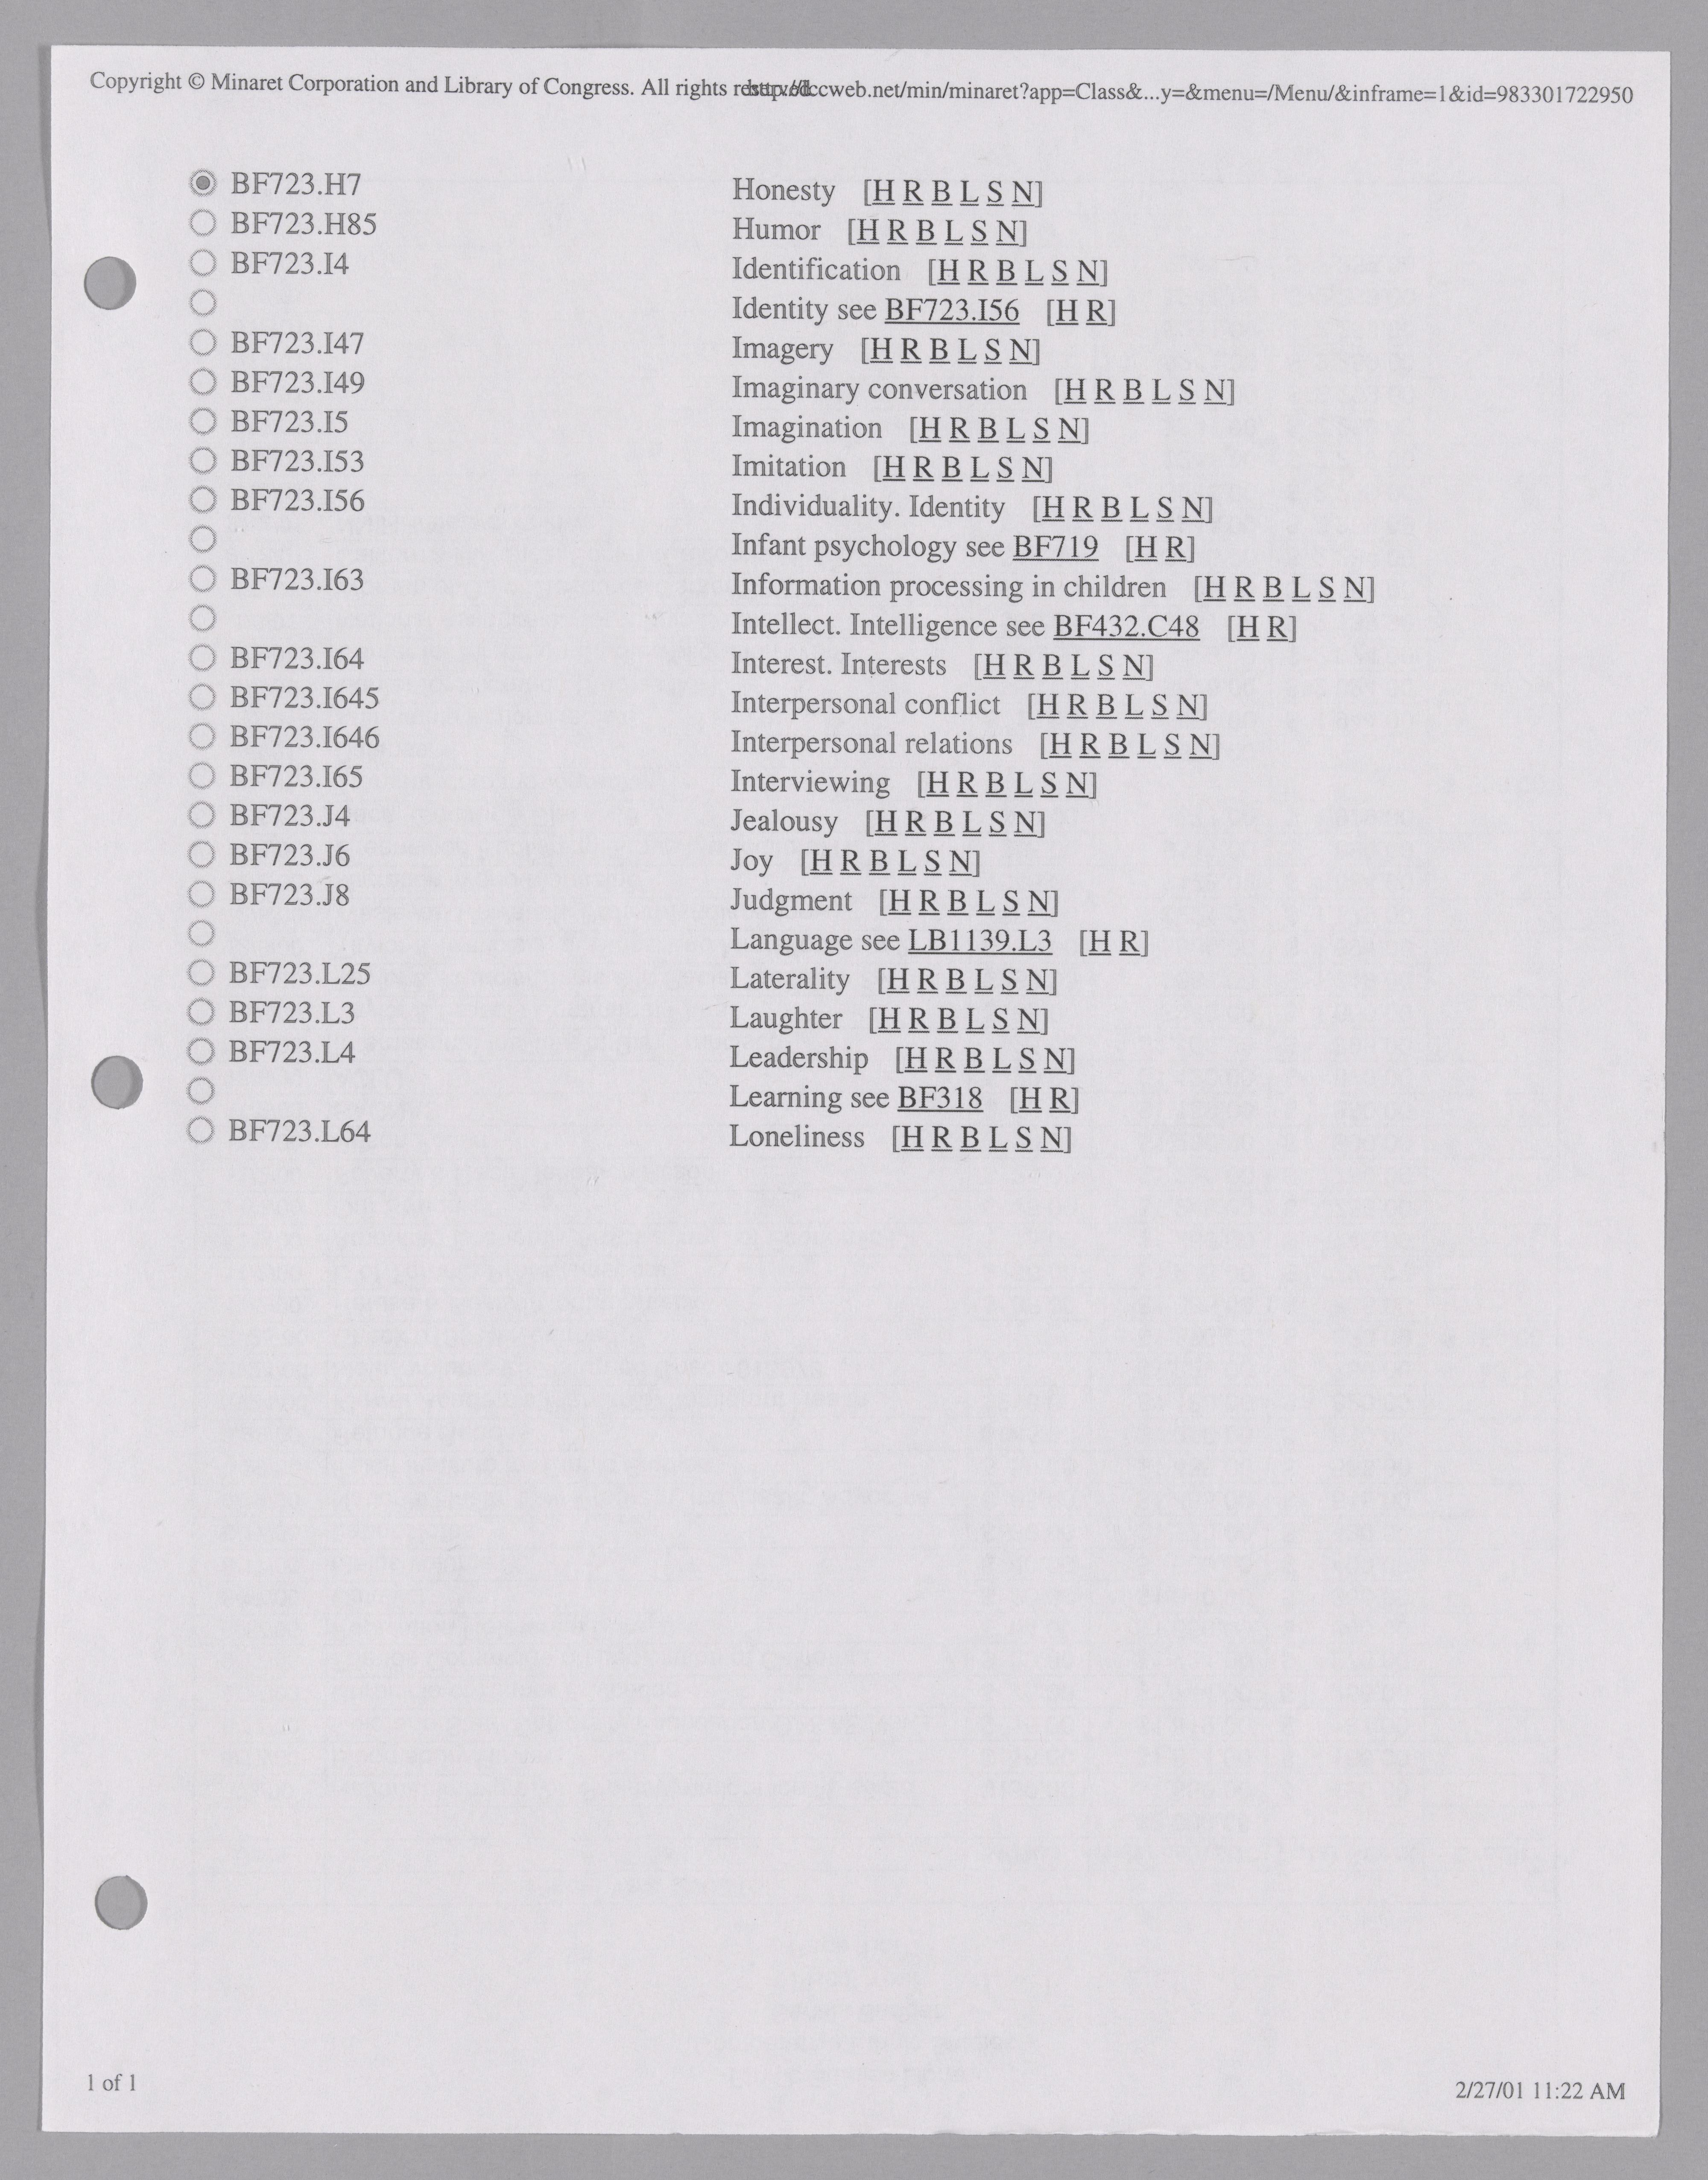 Copyright © Minaret Corporation and Library of Congress. All rights reserved. http://lccweb.net/min/minaret?app=Class&...y=&menu=/Menu/&inframe=1&id=983301722950
BF723.H7 Honesty [H R B L S N]
BF723.H85 Humor [H R B L S N]
BF723.I4 Identification [H R B L S N]
Identity see BF723.I56 [H R]
BF723.I47 Imagery [H R B L S N]
BF723.I49 Imaginary conversation [H R B L S N]
BF723.I5 Imagination [H R B L S N]
BF723.I53 Imitation [H R B L S N]
BF723.I56 Individuality. Identity [H R B L S N]
Infant psychology see BF719 [H R]
BF723.I63 Information processing in children [H R B L S N]
Intellect. Intelligence see BF432.C48 [H R]
BF723.I64 Interest. Interests [H R B L S N]
BF723.I645 Interpersonal conflict [H R B L S N]
BF723.I646 Interpersonal relations [H R B L S N]
BF723.I65 Interviewing [H R B L S N]
BF723.J4 Jealousy [H R B L S N]
BF723.J6 Joy [H R B L S N]
BF723.J8 Judgment [H R B L S N]
Language see LB1139.L3 [H R]
BF723.L25 Laterality [H R B L S N]
BF723.L3 Laughter [H R B L S N]
BF723.L4 Leadership [H R B L S N]
Learning see BF318 [H R]
BF723.L64 Loneliness [H R B L S N]
1 of 1 2/27/01 11:22 AM